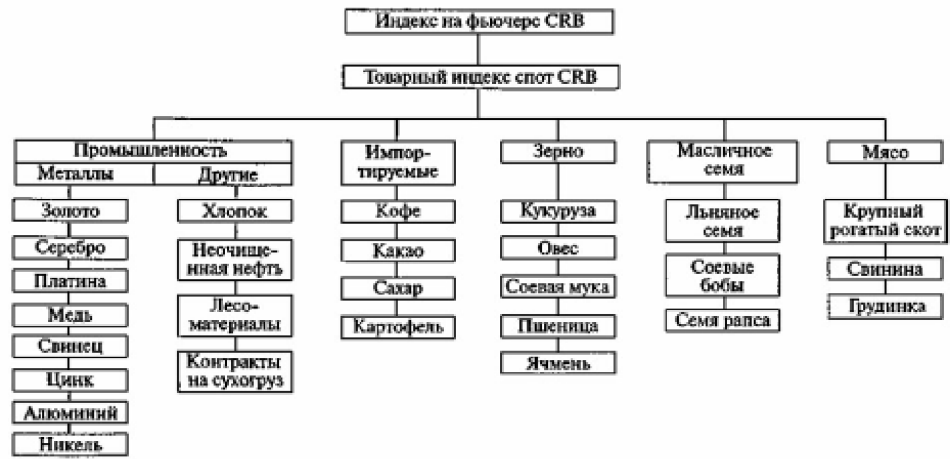 Индекс на фьючерс CRB
Товарный индекс спот CRB
Промышленность
Металлы
Золото
Серебро
Платина
Медь
Свинец
Цинк
Алюминий
Никель
Другие
Хлопок
Неочище-
нная нефть
Лесо-
материалы
Контракты
на сухогруз
Импор-
тируемые
Кофе
Какао
Сахар
Картофель
Зерно
Кукуруза
Овес
Соевая мука
Пшеница
Ячмень
Масличное
семя
Льняное
семя
Соевые
бобы
Семя рапса
Мясо
Крупный
рогатый скот
Свинина
Грудинка